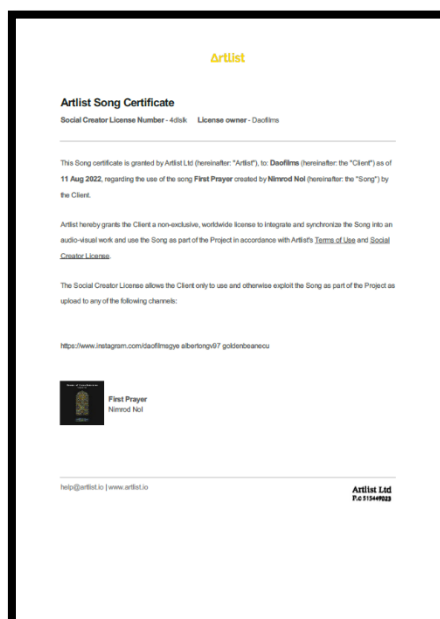 Artlist
Artlist Song Certificate
Social Creator License Number - 4dlslk License owner - Daofilms
This Song certificate is granted by Artlist Ltd (hereinafter: "Artlist"), to: Daofilms (hereinafter: the "Client") as of
11 Aug 2022, regarding the use of the song First Prayer created by Nimrod Nol (hereinafter: the "Song") by
the Client.
Artlist hereby grants the Client a non-exclusive, worldwide license to integrate and synchronize the Song into an
audio-visual work and use the Song as part of the Project in accordance with Artlist's Terms of Use and Social
Creator License.
The Social Creator License allows the Client only to use and otherwise exploit the Song as part of the Project as
upload to any of the following channels:
https://www.instagram.com/daofilmsgye albertongv97 goldenbeanecu
First Prayer
Nimrod Nol
help@artlist.io | www.artlist.io
Artlist Ltd
P.c 515449023